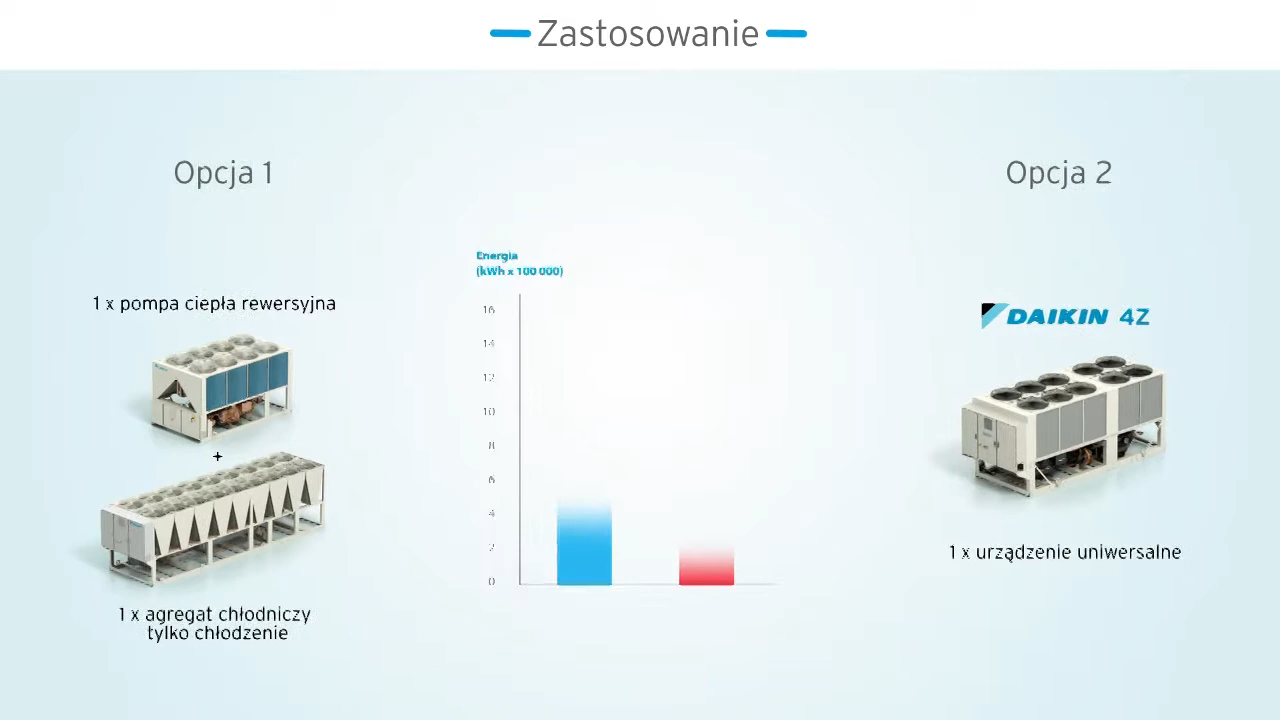 Zastosowanie
Opcja 1
Opcja 2
1 x pompa ciepła rewersyjna
+
1 x agregat chłodniczy
tylko chłodzenie
Energia
(kWh x 100 000)
16
14
12
10
8
6
4
2
0
DAIKIN 4Z
1 x urządzenie uniwersalne